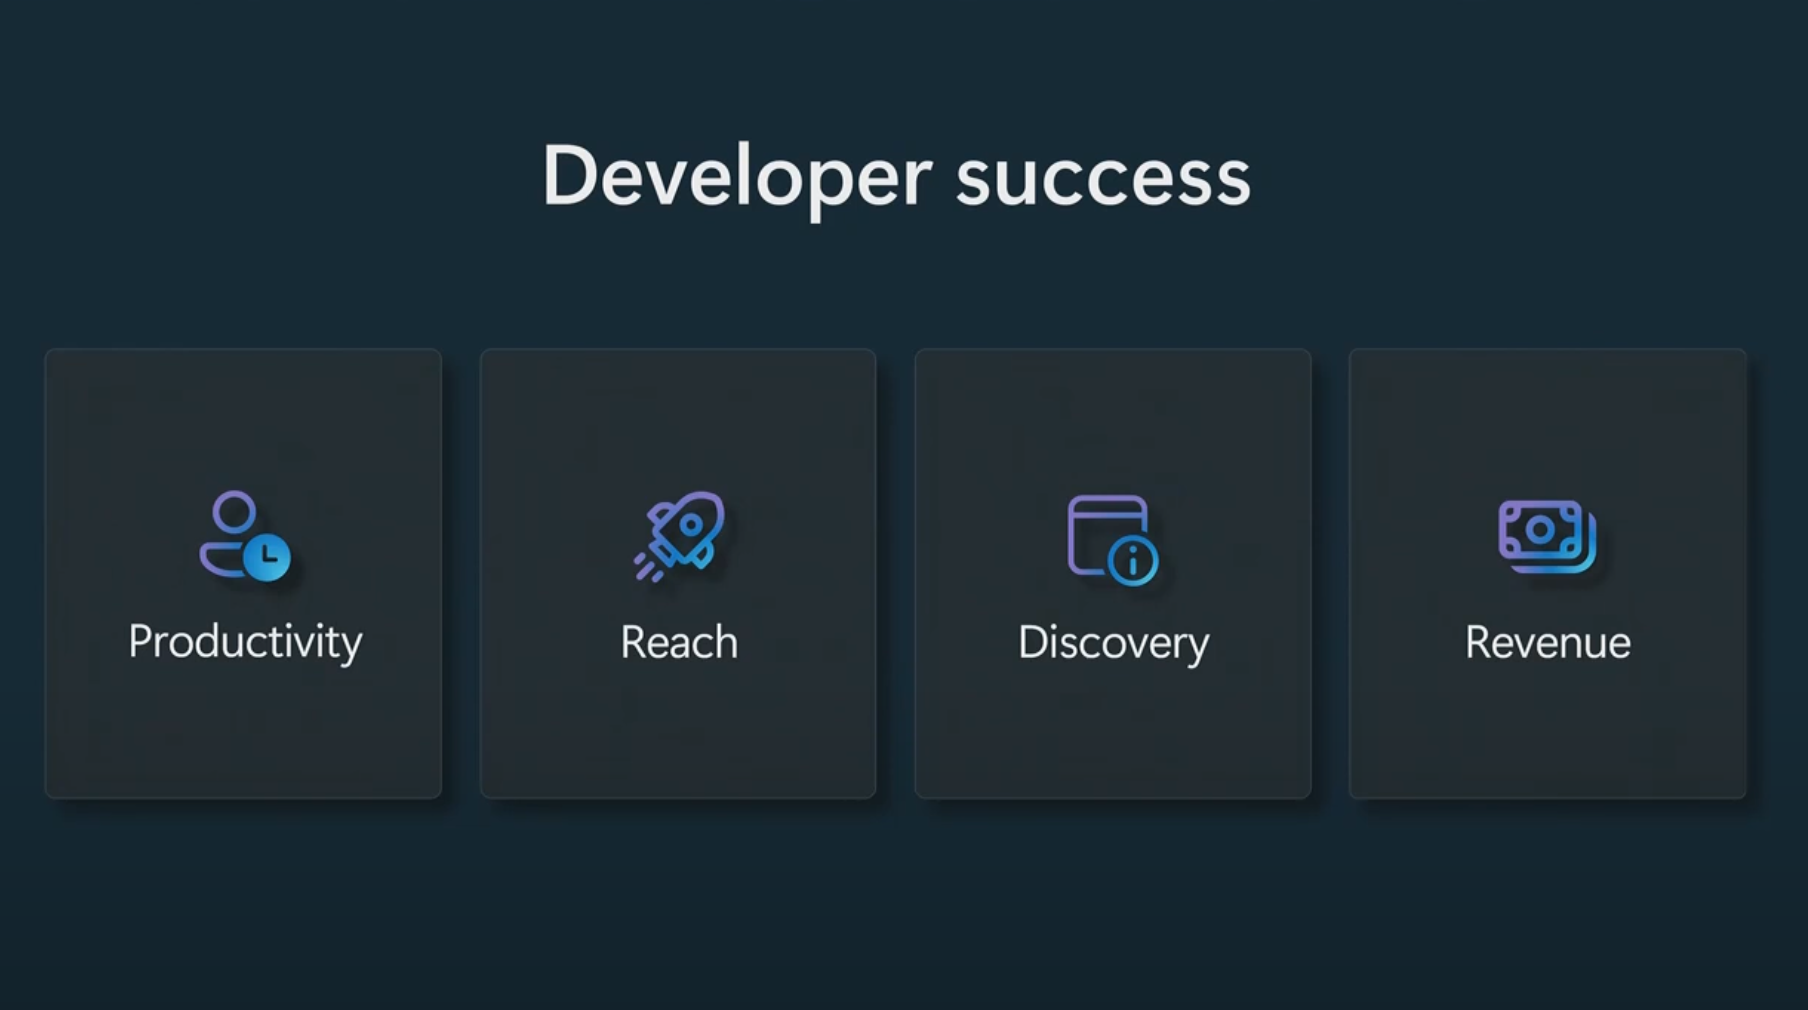 Developer success
Productivity
Reach
Discovery
Revenue